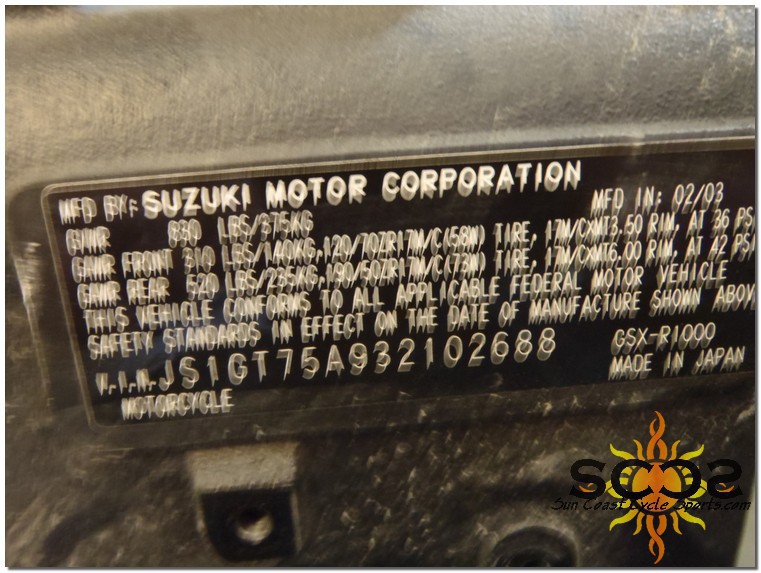 MFD BY: SUZUKI MOTOR CORPORATION MFD IN: 02/03
GVWR 830 LBS/375KG
GAWR FRONT 310 LBS/140KG,120/70ZR17M/C(58W) TIRE, 17M/CXMT3.50 RIM, AT 36 PSI
GAWR REAR 520 LBS/235KG,190/50ZR17M/C(73W) TIRE, 17M/CXMT6.00 RIM, AT 42 PSI
THIS VEHICLE CONFORMS TO ALL APPLICABLE FEDERAL MOTOR VEHICLE
SAFETY STANDARDS IN EFFECT ON THE DATE OF MANUFACTURE SHOWN ABOV
V.I.N. JS1GT75A932102688 GSX-R1000
MOTORCYCLE MADE IN JAPAN
SCCS
Sun Coast Cycle Sports.com